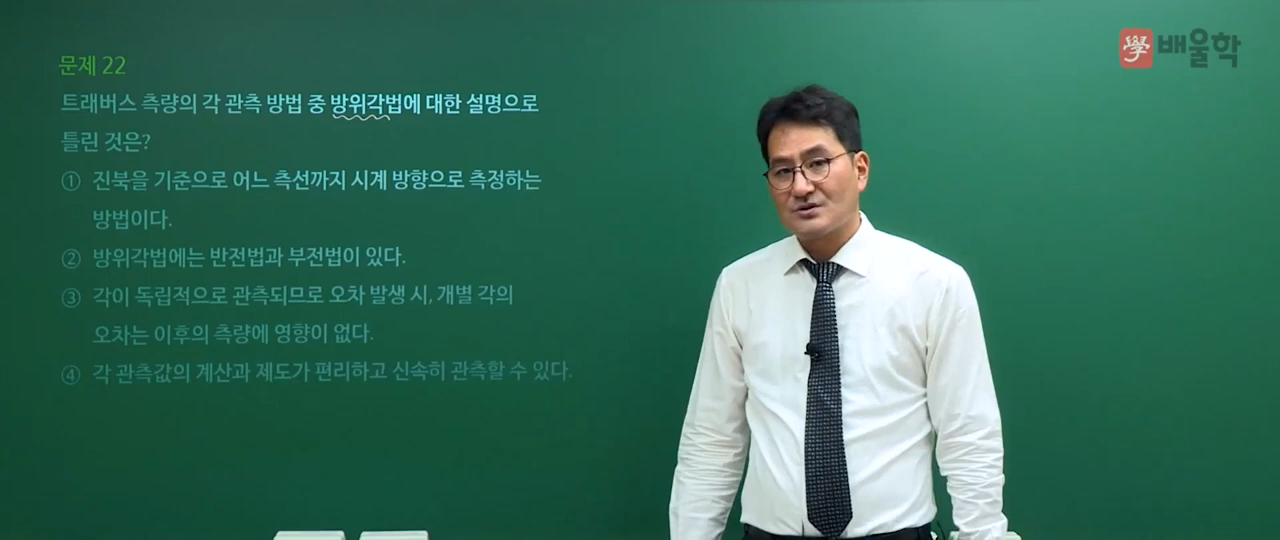 學 배울학
문제 22
트래버스 측량의 각 관측 방법 중 방위각법에 대한 설명으로
틀린 것은?
① 진북을 기준으로 어느 측선까지 시계 방향으로 측정하는
방법이다.
② 방위각법에는 반전법과 부전법이 있다.
③ 각이 독립적으로 관측되므로 오차 발생 시, 개별 각의
오차는 이후의 측량에 영향이 없다.
④ 각 관측값의 계산과 제도가 편리하고 신속히 관측할 수 있다.